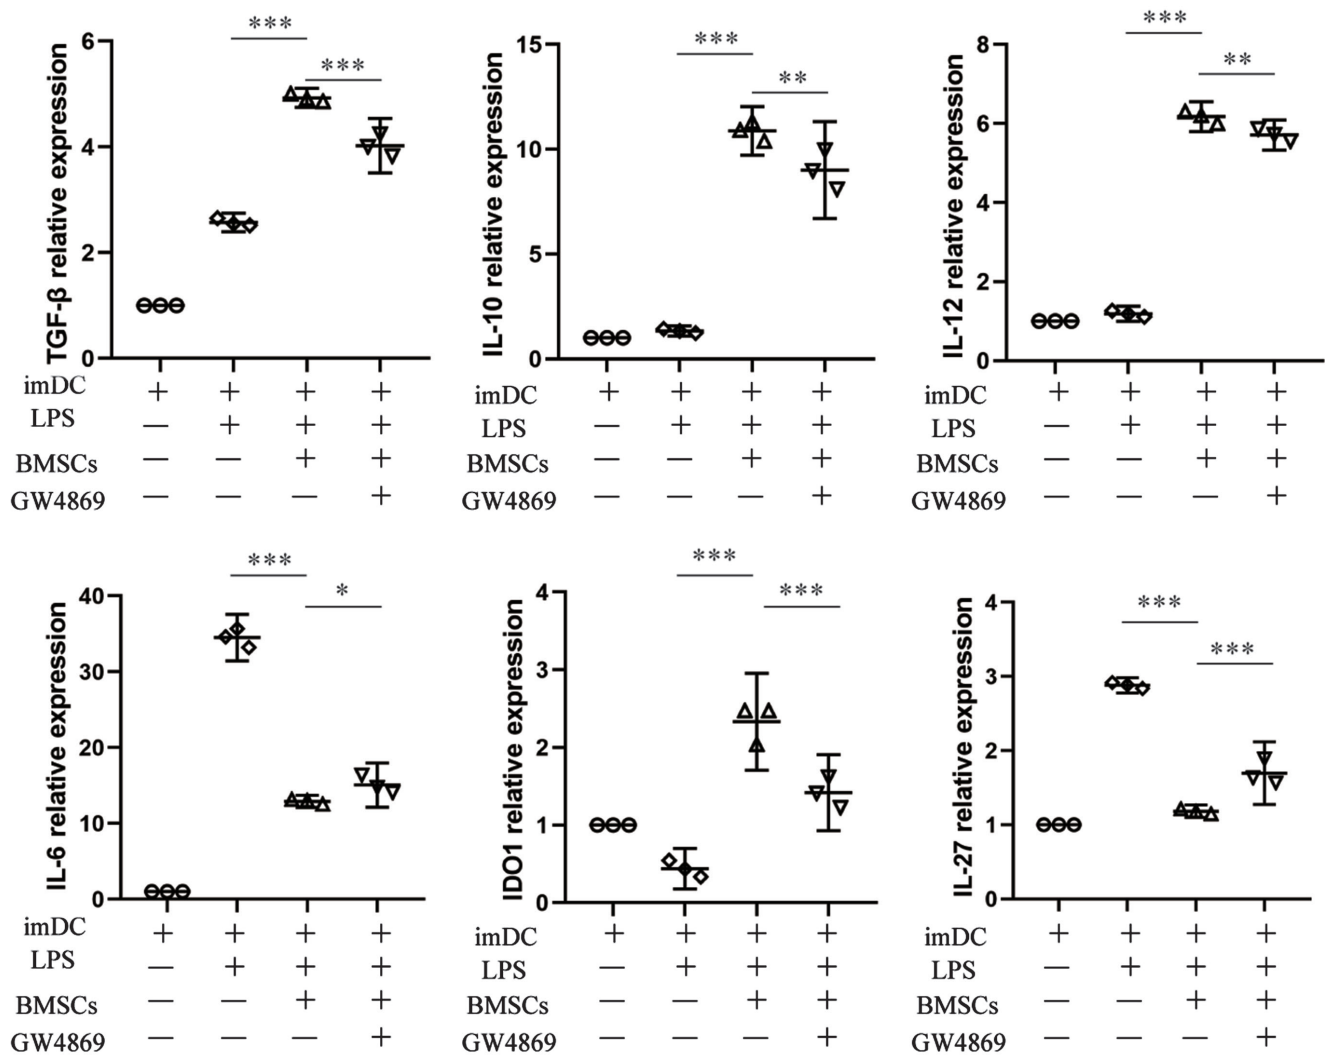 TGF-β relative expression
6
4
2
0
***
***
imDC + + + +
LPS — + + +
BMSCs — — + +
GW4869 — — — +
IL-10 relative expression
15
10
5
0
***
**
imDC + + + +
LPS — + + +
BMSCs — — + +
GW4869 — — — +
IL-12 relative expression
8
6
4
2
0
***
**
imDC + + + +
LPS — + + +
BMSCs — — + +
GW4869 — — — +
IL-6 relative expression
40
30
20
10
0
***
*
imDC + + + +
LPS — + + +
BMSCs — — + +
GW4869 — — — +
IDO1 relative expression
4
3
2
1
0
***
***
imDC + + + +
LPS — + + +
BMSCs — — + +
GW4869 — — — +
IL-27 relative expression
4
3
2
1
0
***
***
imDC + + + +
LPS — + + +
BMSCs — — + +
GW4869 — — — +